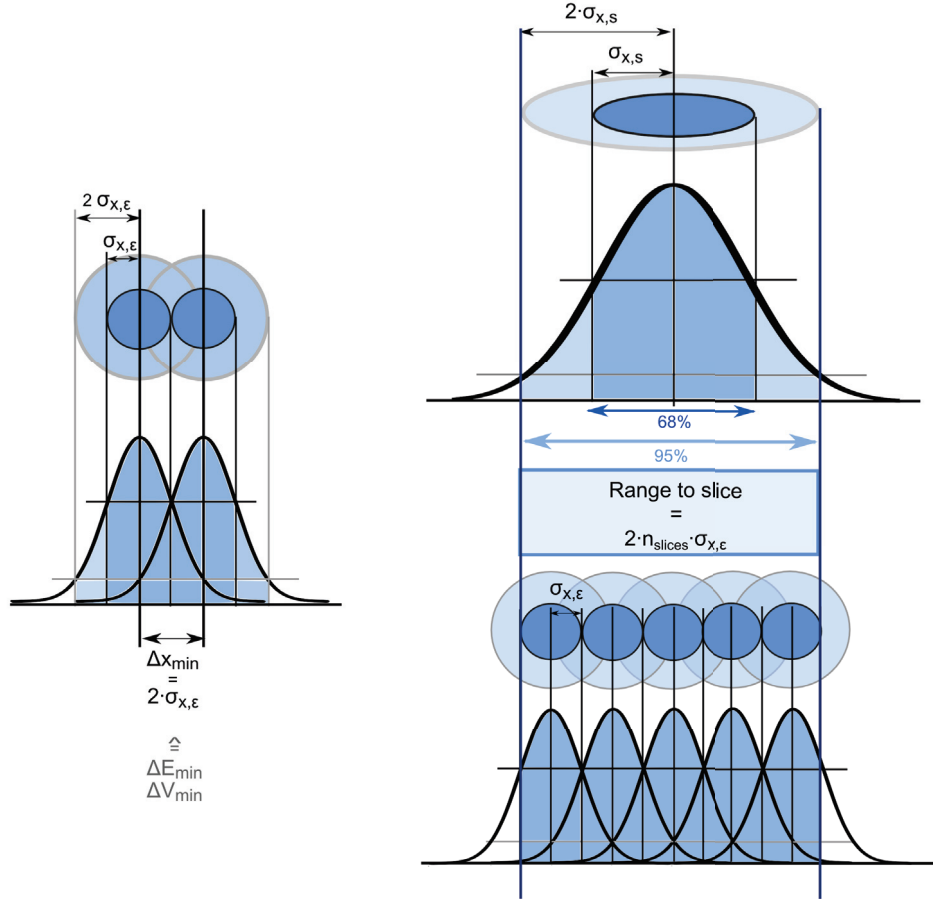 2 σx,ε
σx,ε
Δxmin
=
2·σx,ε
≙
ΔEmin
ΔVmin
2·σx,s
σx,s
68%
95%
Range to slice
=
2·nslices·σx,ε
σx,ε